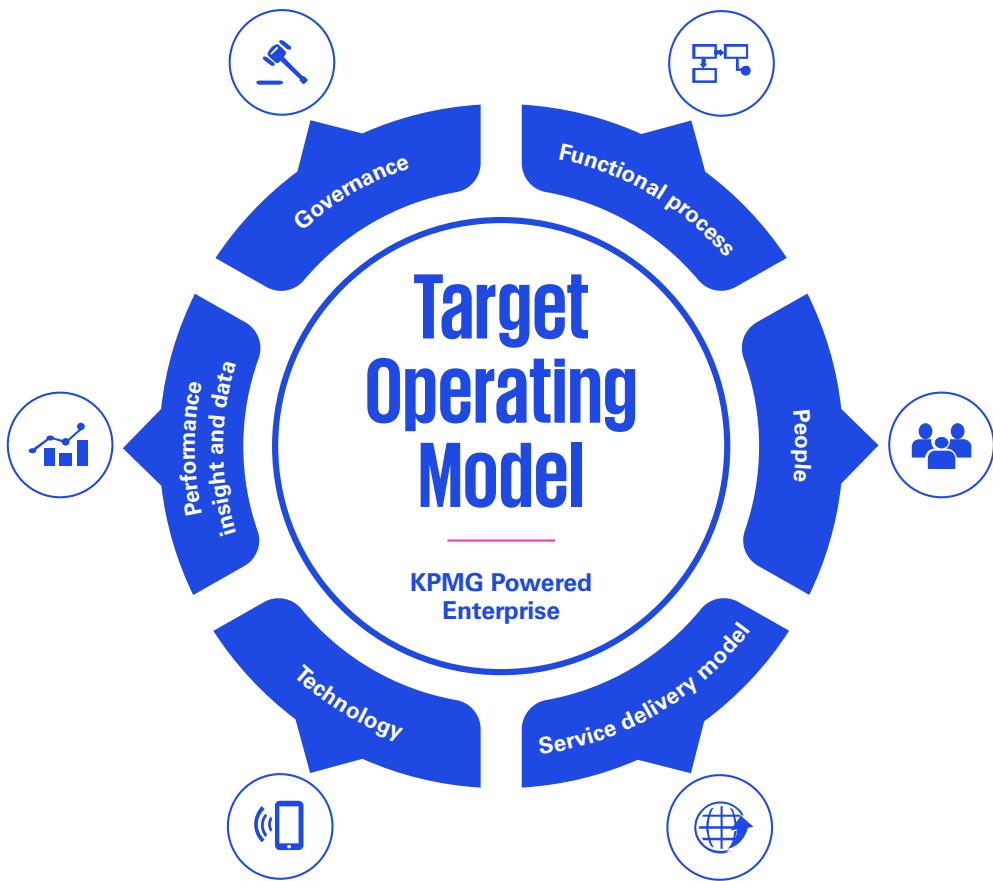 Target
Operating
Model
KPMG Powered
Enterprise
Functional process
People
Service delivery model
Technology
Performance
insight and data
Governance